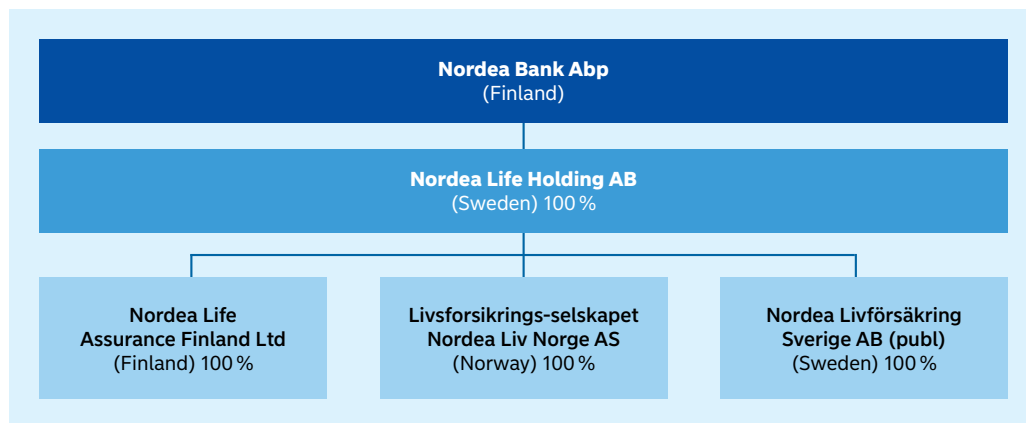 Nordea Bank Abp
(Finland)
Nordea Life Holding AB
(Sweden) 100 %
Nordea Life
Assurance Finland Ltd
(Finland) 100 %
Livsforsikrings-selskapet
Nordea Liv Norge AS
(Norway) 100 %
Nordea Livförsäkring
Sverige AB (publ)
(Sweden) 100 %